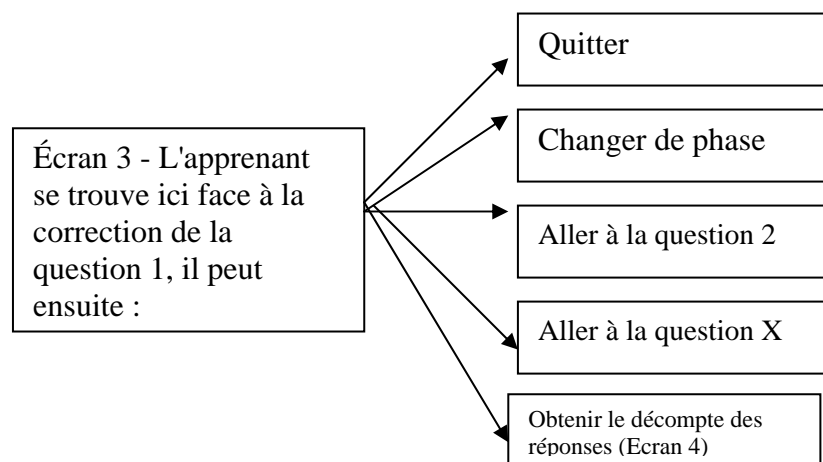 Écran 3 - L'apprenant
se trouve ici face à la
correction de la
question 1, il peut
ensuite :
Quitter
Changer de phase
Aller à la question 2
Aller à la question X
Obtenir le décompte des
réponses (Ecran 4)